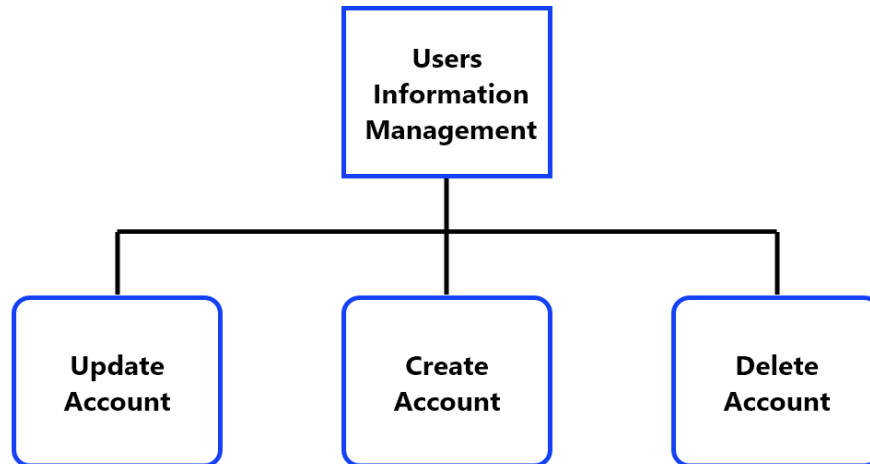 Users
Information
Management
Update
Account
Create
Account
Delete
Account